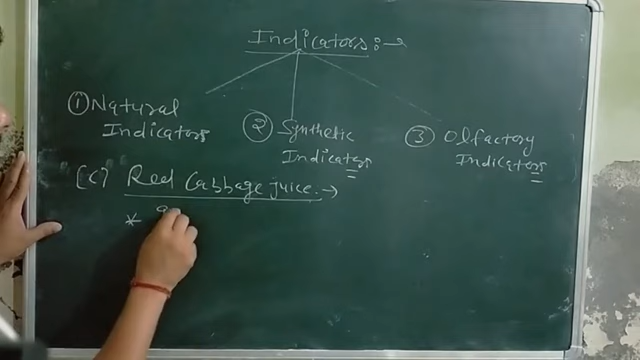 Indicators:→
① Natural
Indicators
② Synthetic
Indicators
③ Olfactory
Indicators
"[C]" Red Cabbage juice.→
*